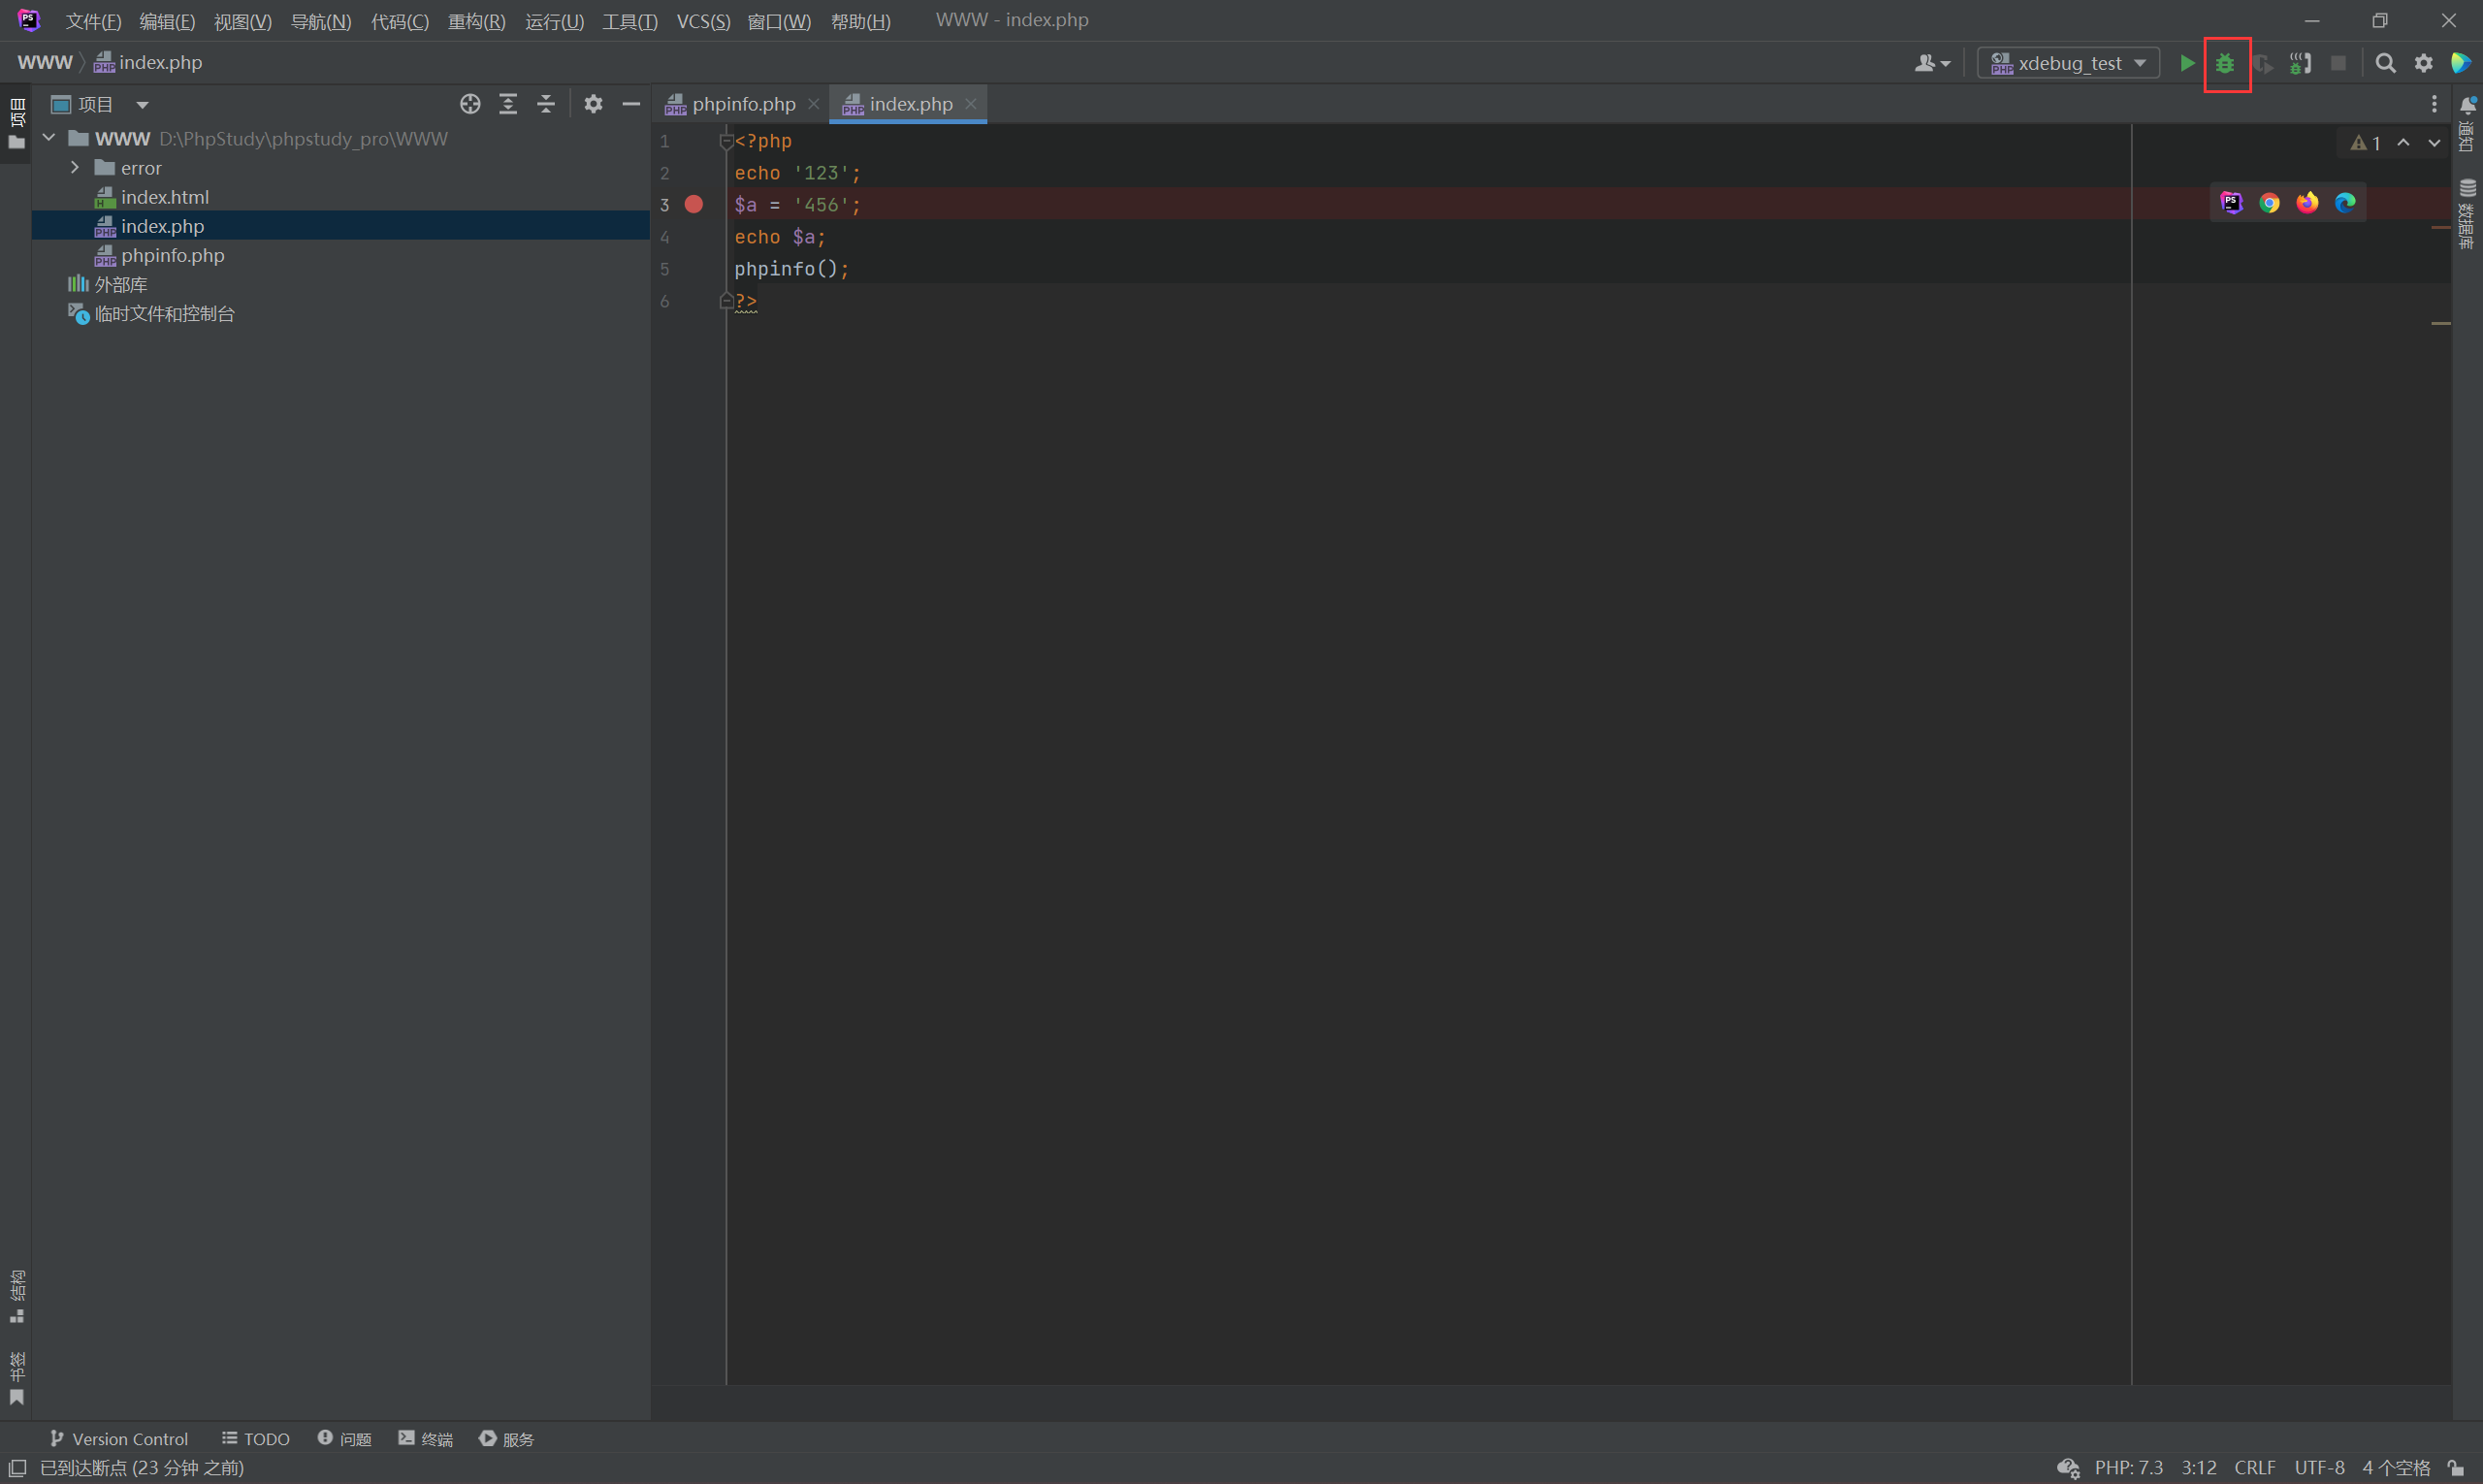 文件(F) 编辑(E) 视图(V) 导航(N) 代码(C) 重构(R) 运行(U) 工具(T) VCS(S) 窗口(W) 帮助(H) WWW - index.php
WWW index.php
xdebug_test
项目
项目
phpinfo.php index.php
WWW D:\PhpStudy\phpstudy_pro\WWW
error
index.html
index.php
phpinfo.php
外部库
临时文件和控制台
1 <?php
2 echo '123';
3 $a = '456';
4 echo $a;
5 phpinfo();
6 ?>
1
通知
数据库
结构
书签
Version Control TODO 问题 终端 服务
已到达断点 (23 分钟 之前)
PHP: 7.3 3:12 CRLF UTF-8 4 个空格